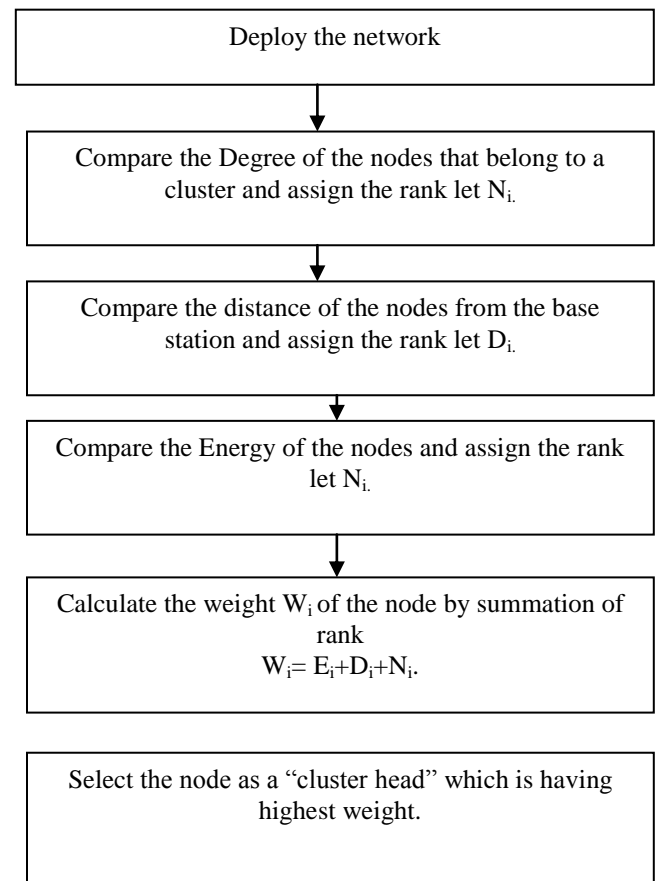 Deploy the network
Compare the Degree of the nodes that belong to a
cluster and assign the rank let Nᵢ.
Compare the distance of the nodes from the base
station and assign the rank let Dᵢ.
Compare the Energy of the nodes and assign the rank
let Nᵢ.
Calculate the weight Wᵢ of the node by summation of
rank
Wᵢ= Eᵢ+Dᵢ+Nᵢ.
Select the node as a “cluster head” which is having
highest weight.